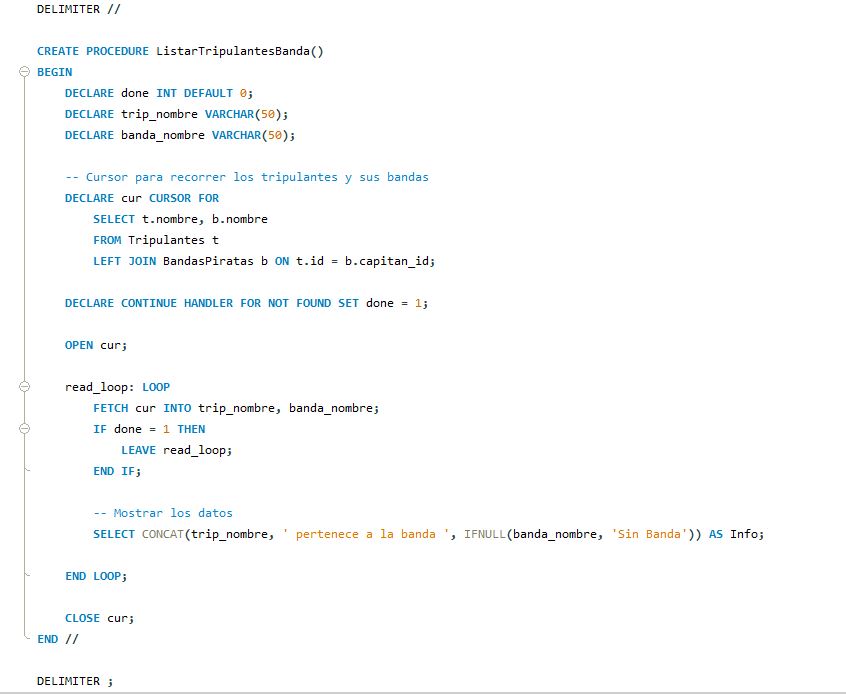 DELIMITER //
CREATE PROCEDURE ListarTripulantesBanda()
BEGIN
DECLARE done INT DEFAULT 0;
DECLARE trip_nombre VARCHAR(50);
DECLARE banda_nombre VARCHAR(50);
-- Cursor para recorrer los tripulantes y sus bandas
DECLARE cur CURSOR FOR
SELECT t.nombre, b.nombre
FROM Tripulantes t
LEFT JOIN BandasPiratas b ON t.id = b.capitan_id;
DECLARE CONTINUE HANDLER FOR NOT FOUND SET done = 1;
OPEN cur;
read_loop: LOOP
FETCH cur INTO trip_nombre, banda_nombre;
IF done = 1 THEN
LEAVE read_loop;
END IF;
-- Mostrar los datos
SELECT CONCAT(trip_nombre, ' pertenece a la banda ', IFNULL(banda_nombre, 'Sin Banda')) AS Info;
END LOOP;
CLOSE cur;
END //
DELIMITER ;